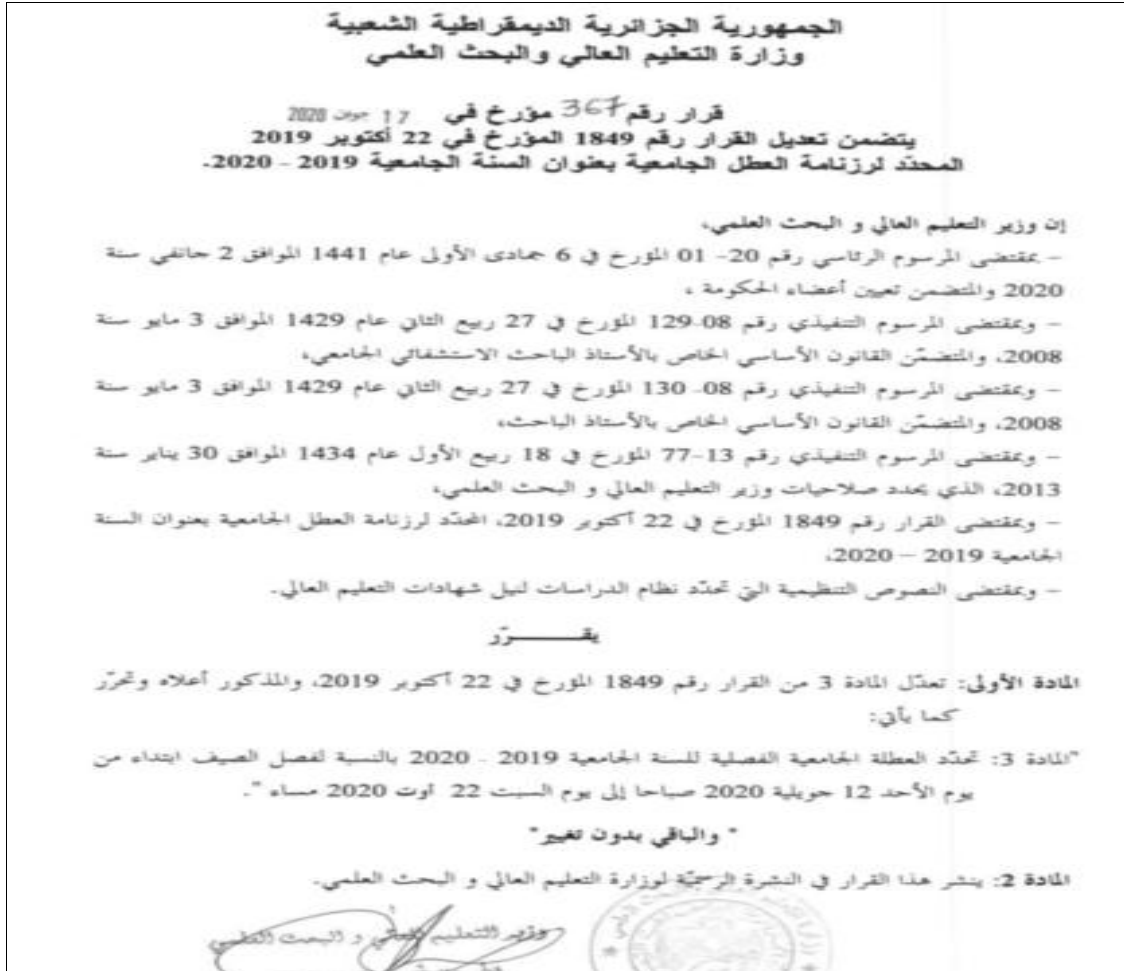 الجمهورية الجزائرية الديمقراطية الشعبية
وزارة التعليم العالي والبحث العلمي
قرار رقم 367 مؤرخ في 17 جوان 2020
يتضمن تعديل القرار رقم 1849 المؤرخ في 22 أكتوبر 2019
المحدّد لرزنامة العطل الجامعية بعنوان السنة الجامعية 2019 - 2020.
إن وزير التعليم العالي و البحث العلمي،
– بمقتضى المرسوم الرئاسي رقم 20- 01 المؤرخ في 6 جمادى الأولى عام 1441 الموافق 2 جانفي سنة
2020 والمتضمن تعيين أعضاء الحكومة ،
– وبمقتضى المرسوم التنفيذي رقم 08-129 المؤرخ في 27 ربيع الثاني عام 1429 الموافق 3 مايو سنة
2008، والمتضمّن القانون الأساسي الخاص بالأستاذ الباحث الاستشفائي الجامعي،
– وبمقتضى المرسوم التنفيذي رقم 08- 130 المؤرخ في 27 ربيع الثاني عام 1429 الموافق 3 مايو سنة
2008، والمتضمّن القانون الأساسي الخاص بالأستاذ الباحث،
– وبمقتضى المرسوم التنفيذي رقم 13-77 المؤرخ في 18 ربيع الأول عام 1434 الموافق 30 يناير سنة
2013، الذي يحدد صلاحيات وزير التعليم العالي و البحث العلمي،
– وبمقتضى القرار رقم 1849 المؤرخ في 22 أكتوبر 2019، المحدّد لرزنامة العطل الجامعية بعنوان السنة
الجامعية 2019 – 2020،
– وبمقتضى النصوص التنظيمية التي تحدّد نظام الدراسات لنيل شهادات التعليم العالي.
يقـــــــرّر
المادة الأولى: تعدّل المادة 3 من القرار رقم 1849 المؤرخ في 22 أكتوبر 2019، والمذكور أعلاه وتحرّر
كما يأتي:
"المادة 3: تحدّد العطلة الجامعية الفصلية للسنة الجامعية 2019 - 2020 بالنسبة لفصل الصيف ابتداء من
يوم الأحد 12 جويلية 2020 صباحا إلى يوم السبت 22 أوت 2020 مساء ".
" والباقي بدون تغيير"
المادة 2: ينشر هذا القرار في النشرة الرسميّة لوزارة التعليم العالي و البحث العلمي.
وزير التعليم العالي و البحث العلمي